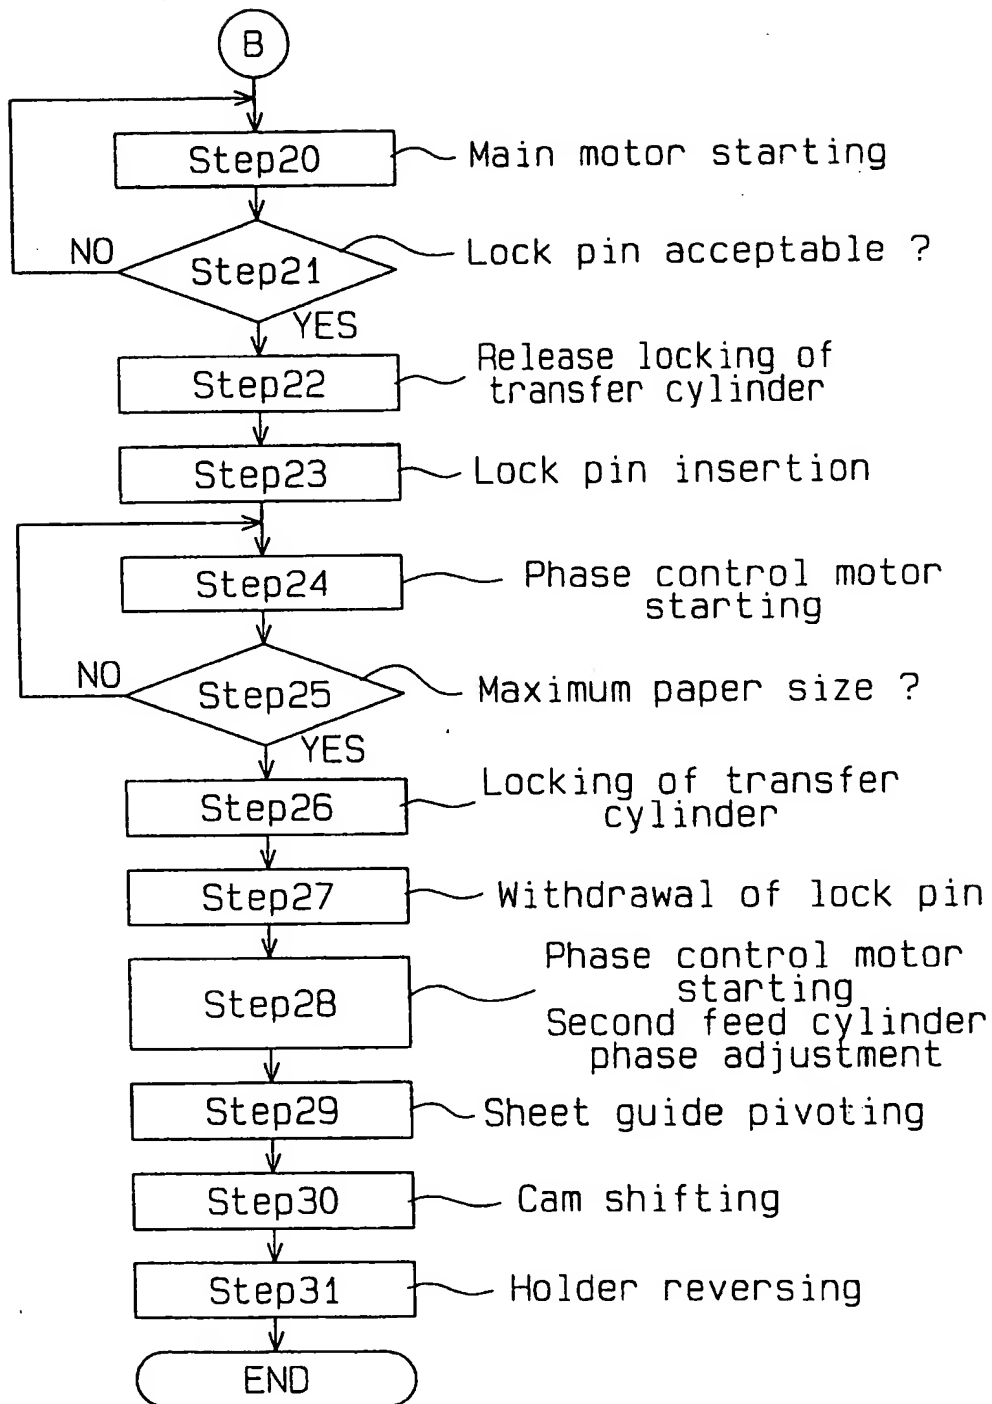 B
Step20
Main motor starting
Step21
Lock pin acceptable ?
NO
YES
Step22
Release locking of
transfer cylinder
Step23
Lock pin insertion
Step24
Phase control motor
starting
Step25
Maximum paper size ?
NO
YES
Step26
Locking of transfer
cylinder
Step27
Withdrawal of lock pin
Step28
Phase control motor
starting
Second feed cylinder
phase adjustment
Step29
Sheet guide pivoting
Step30
Cam shifting
Step31
Holder reversing
END